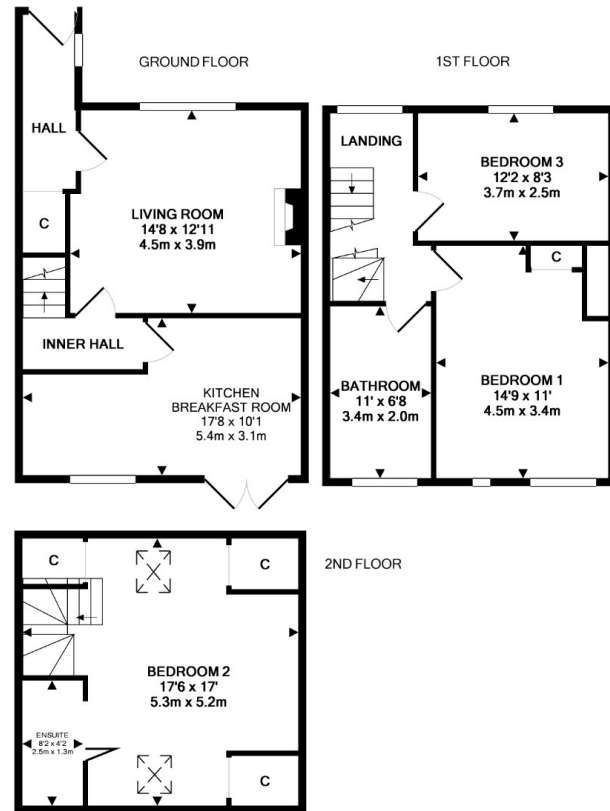 GROUND FLOOR
HALL
C
LIVING ROOM
14'8 x 12'11
4.5m x 3.9m
INNER HALL
KITCHEN
BREAKFAST ROOM
17'8 x 10'1
5.4m x 3.1m
1ST FLOOR
LANDING
BEDROOM 3
12'2 x 8'3
3.7m x 2.5m
C
BATHROOM
11' x 6'8
3.4m x 2.0m
BEDROOM 1
14'9 x 11'
4.5m x 3.4m
2ND FLOOR
C
C
BEDROOM 2
17'6 x 17'
5.3m x 5.2m
ENSUITE
8'2 x 4'2
2.5m x 1.3m
C